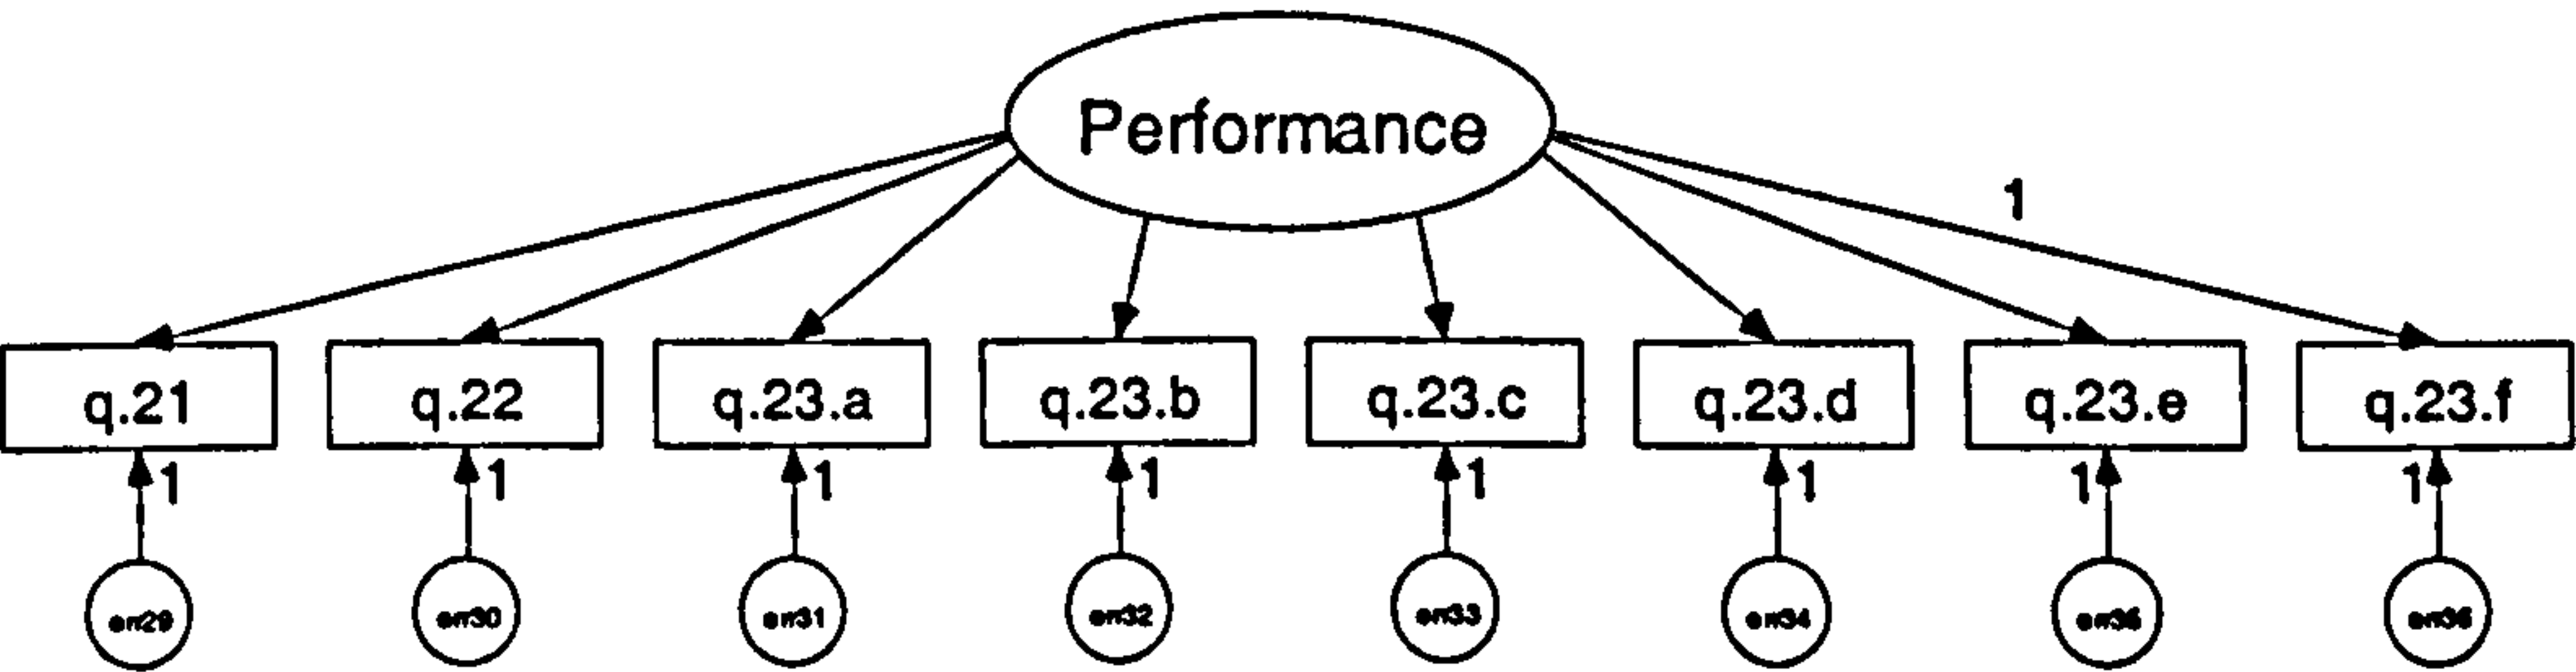 Performance
1
q.21 q.22 q.23.a q.23.b q.23.c q.23.d q.23.e q.23.f
1 1 1 1 1 1 1 1
err29 err30 err31 err32 err33 err34